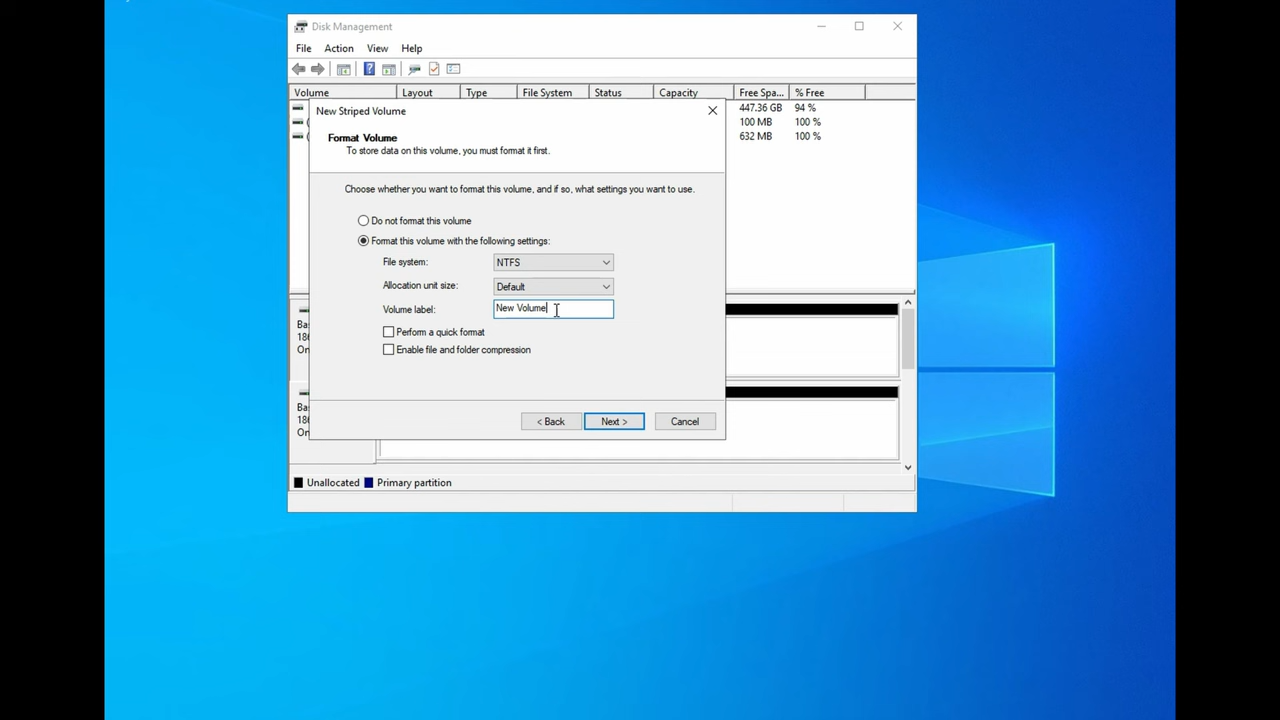 Disk Management
File Action View Help
Volume Layout Type File System Status Capacity Free Spa... % Free
447.36 GB 94 %
100 MB 100 %
632 MB 100 %
New Striped Volume
Format Volume
To store data on this volume, you must format it first.
Choose whether you want to format this volume, and if so, what settings you want to use.
Do not format this volume
Format this volume with the following settings:
File system: NTFS
Allocation unit size: Default
Volume label: New Volume
Perform a quick format
Enable file and folder compression
< Back Next > Cancel
Bas
186
On
Bas
186
On
Unallocated Primary partition